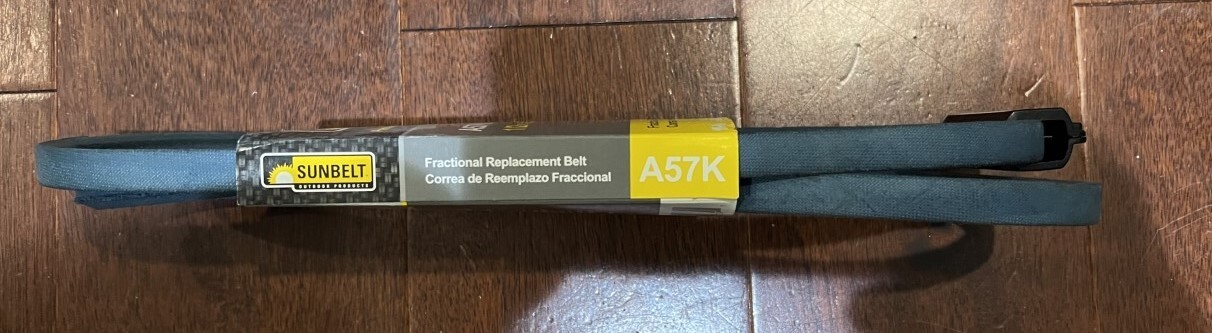 SUNBELT
OUTDOOR PRODUCTS
Fractional Replacement Belt
Correa de Reemplazo Fraccional
A57K